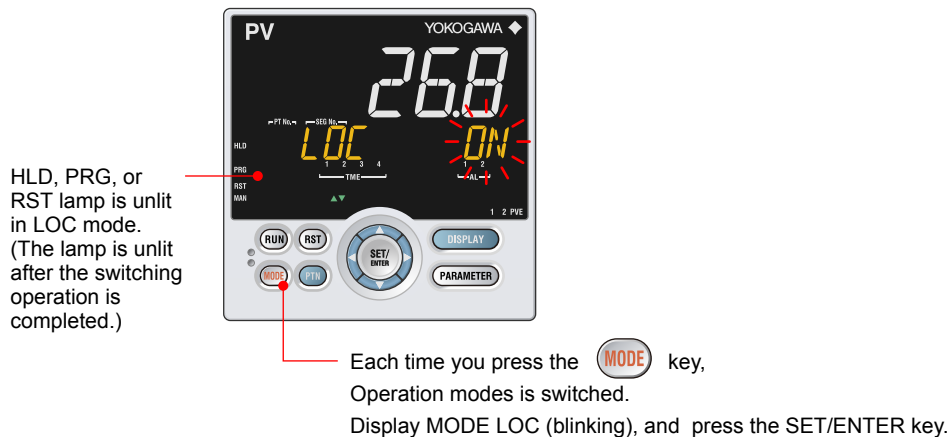 PV
YOKOGAWA
26.8
PT No. SEG No.
LOC ON
HLD
1 2 3 4 1 2
PRG
TME AL
RST
MAN
1 2 PVE
RUN RST DISPLAY
SET/
ENTER
MODE PTN PARAMETER
HLD, PRG, or
RST lamp is unlit
in LOC mode.
(The lamp is unlit
after the switching
operation is
completed.)
Each time you press the MODE key,
Operation modes is switched.
Display MODE LOC (blinking), and press the SET/ENTER key.